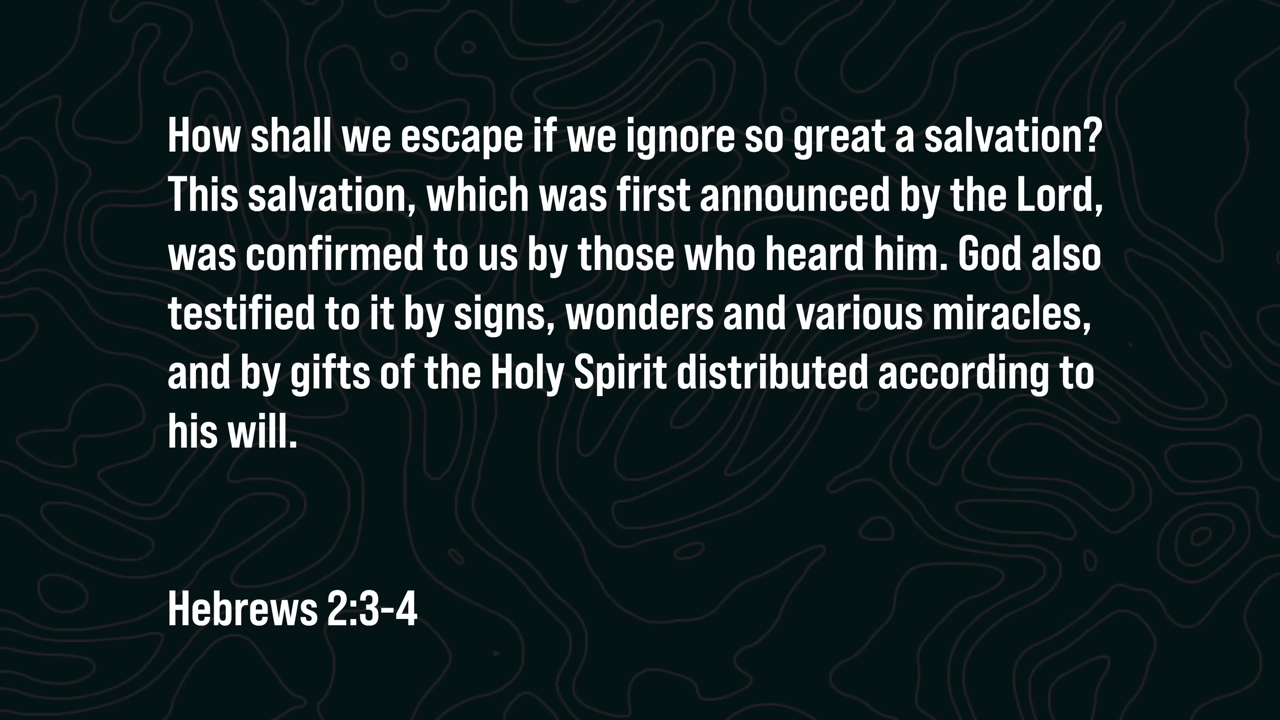 How shall we escape if we ignore so great a salvation?
This salvation, which was first announced by the Lord,
was confirmed to us by those who heard him. God also
testified to it by signs, wonders and various miracles,
and by gifts of the Holy Spirit distributed according to
his will.
Hebrews 2:3-4